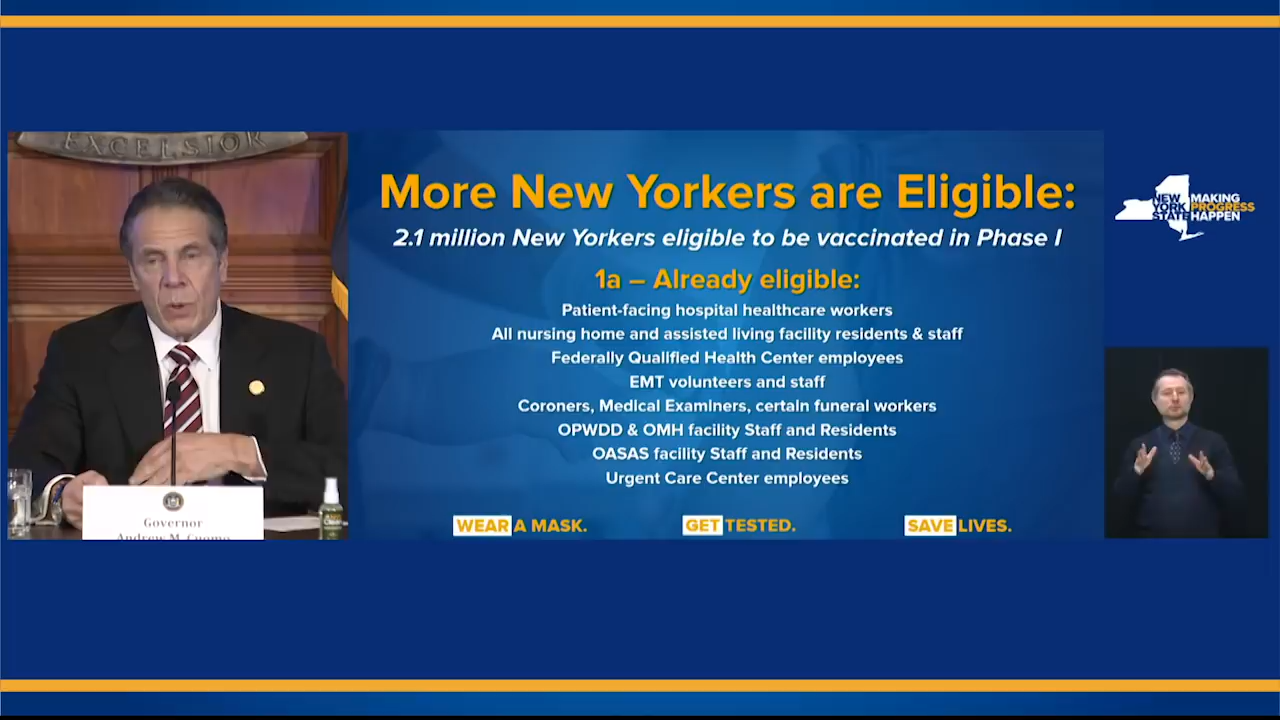 EXCELSIOR
More New Yorkers are Eligible:
2.1 million New Yorkers eligible to be vaccinated in Phase I
1a – Already eligible:
Patient-facing hospital healthcare workers
All nursing home and assisted living facility residents & staff
Federally Qualified Health Center employees
EMT volunteers and staff
Coroners, Medical Examiners, certain funeral workers
OPWDD & OMH facility Staff and Residents
OASAS facility Staff and Residents
Urgent Care Center employees
WEAR A MASK.
GET TESTED.
SAVE LIVES.
Governor
Andrew M. Cuomo
NEW
YORK
STATE
MAKING
PROGRESS
HAPPEN